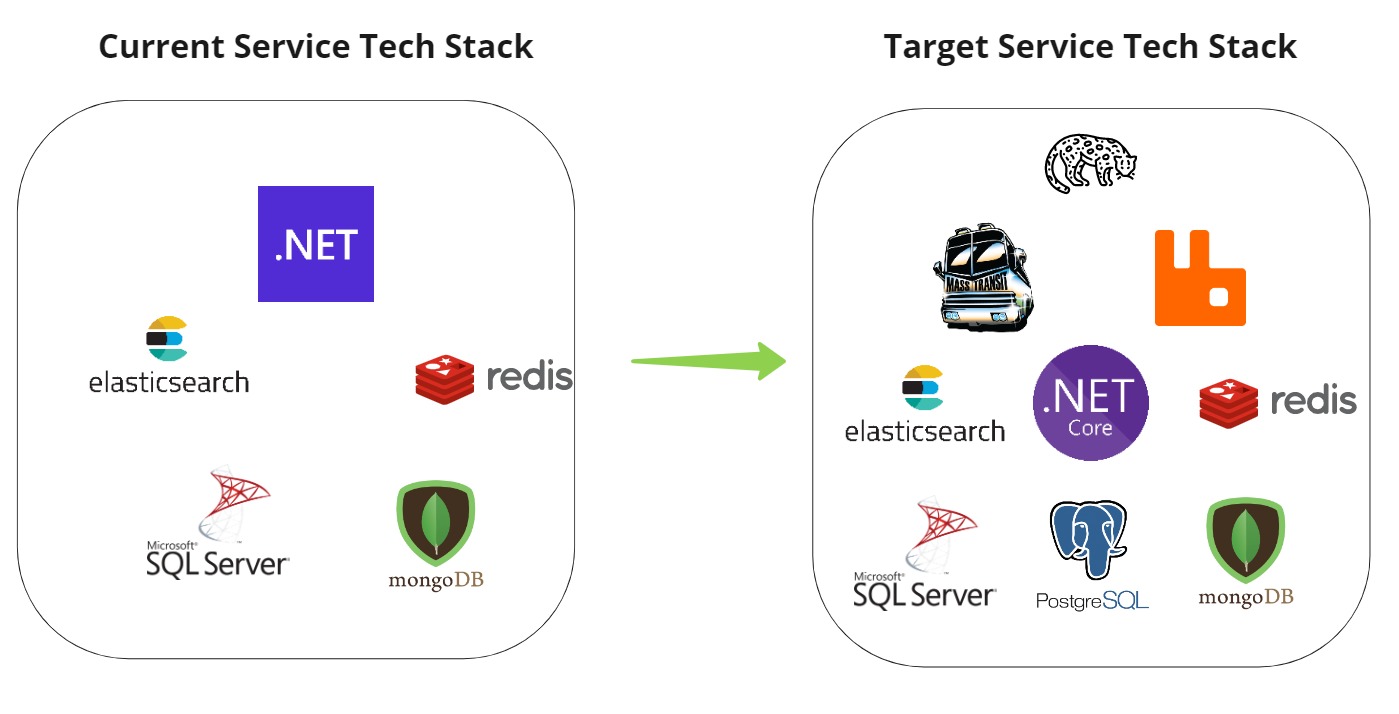 Current Service Tech Stack
Target Service Tech Stack
.NET
elasticsearch
redis
Microsoft®
SQL Server
mongoDB
MASS TRANSIT
elasticsearch
.NET
Core
redis
Microsoft®
SQL Server
PostgreSQL
mongoDB